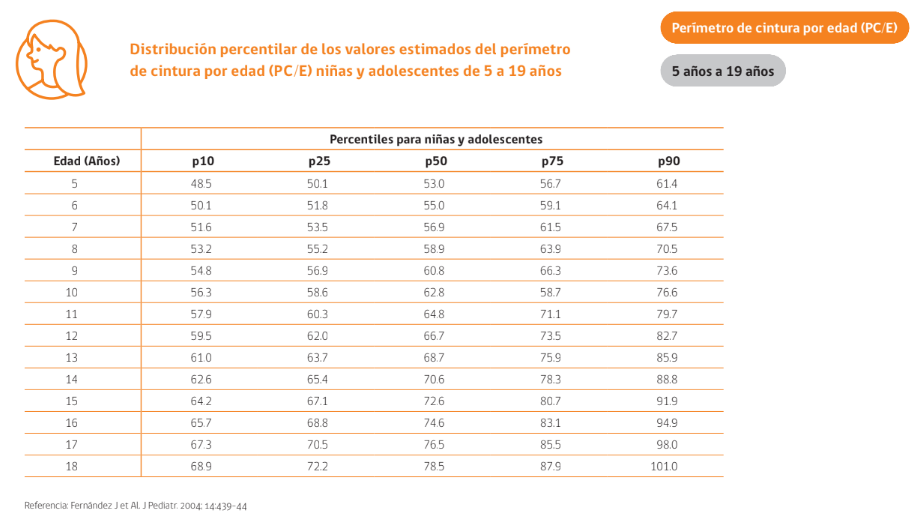 Perímetro de cintura por edad (PC/E)
Distribución percentilar de los valores estimados del perímetro
de cintura por edad (PC/E) niñas y adolescentes de 5 a 19 años
5 años a 19 años
Percentiles para niñas y adolescentes
Edad (Años) p10 p25 p50 p75 p90
5 48.5 50.1 53.0 56.7 61.4
6 50.1 51.8 55.0 59.1 64.1
7 51.6 53.5 56.9 61.5 67.5
8 53.2 55.2 58.9 63.9 70.5
9 54.8 56.9 60.8 66.3 73.6
10 56.3 58.6 62.8 58.7 76.6
11 57.9 60.3 64.8 71.1 79.7
12 59.5 62.0 66.7 73.5 82.7
13 61.0 63.7 68.7 75.9 85.9
14 62.6 65.4 70.6 78.3 88.8
15 64.2 67.1 72.6 80.7 91.9
16 65.7 68.8 74.6 83.1 94.9
17 67.3 70.5 76.5 85.5 98.0
18 68.9 72.2 78.5 87.9 101.0
Referencia: Fernández J et Al. J Pediatr. 2004; 14:439-44